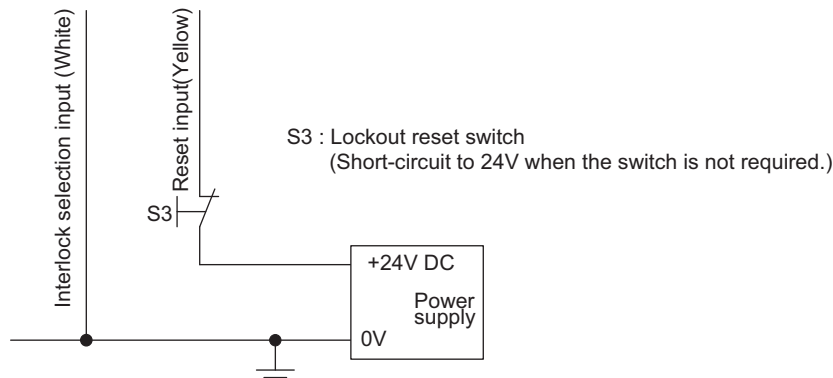 Interlock selection input (White)
Reset input(Yellow)
S3 : Lockout reset switch
(Short-circuit to 24V when the switch is not required.)
S3
+24V DC
Power
supply
0V